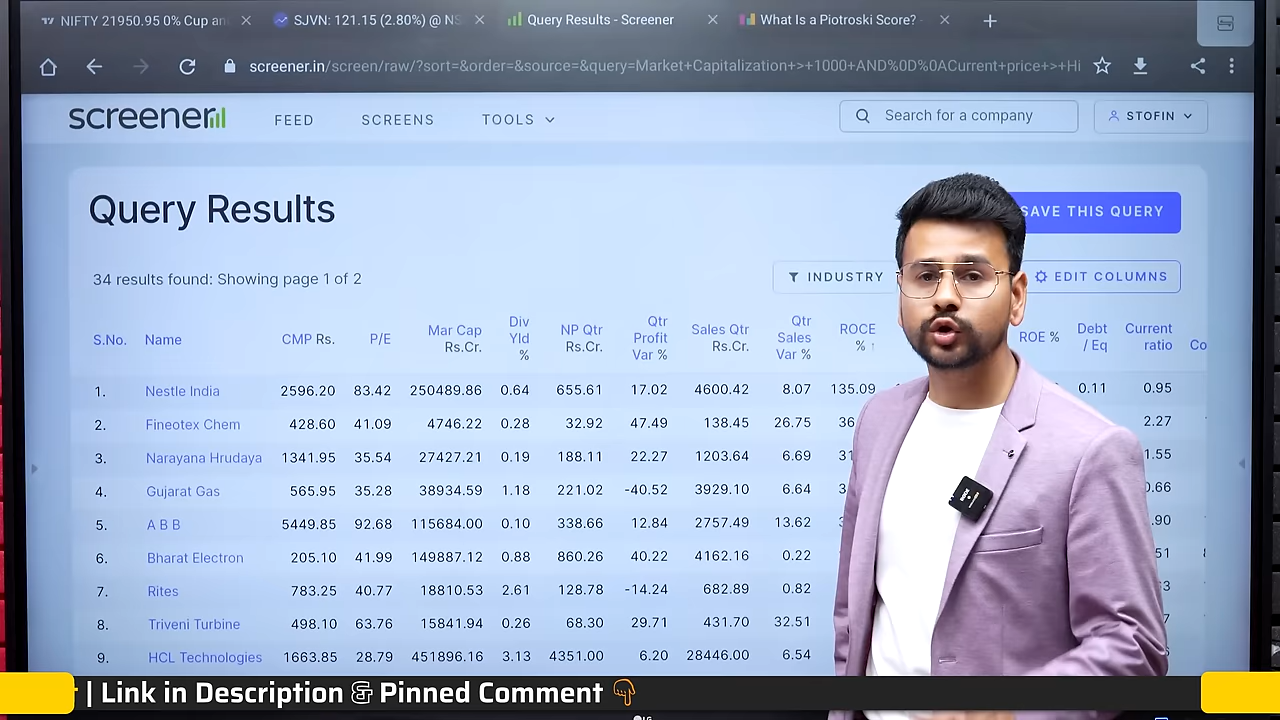 NIFTY 21950.95 0% Cup an
SJVN: 121.15 (2.80%) @ NS
Query Results - Screener
What Is a Piotroski Score? -
screener.in/screen/raw/?sort=&order=&source=&query=Market+Capitalization+>+1000+AND%0D%0ACurrent+price+>+Hi
screener
FEED
SCREENS
TOOLS
Search for a company
STOFIN
Query Results
SAVE THIS QUERY
34 results found: Showing page 1 of 2
INDUSTRY
EDIT COLUMNS
S.No. Name CMP Rs. P/E Mar Cap Rs.Cr. Div Yld % NP Qtr Rs.Cr. Qtr Profit Var % Sales Qtr Rs.Cr. Qtr Sales Var % ROCE % ↑ ROE % Debt / Eq Current ratio Co
1. Nestle India 2596.20 83.42 250489.86 0.64 655.61 17.02 4600.42 8.07 135.09 0.11 0.95
2. Fineotex Chem 428.60 41.09 4746.22 0.28 32.92 47.49 138.45 26.75 36 2.27
3. Narayana Hrudaya 1341.95 35.54 27427.21 0.19 188.11 22.27 1203.64 6.69 31 1.55
4. Gujarat Gas 565.95 35.28 38934.59 1.18 221.02 -40.52 3929.10 6.64 0.66
5. A B B 5449.85 92.68 115684.00 0.10 338.66 12.84 2757.49 13.62 .90
6. Bharat Electron 205.10 41.99 149887.12 0.88 860.26 40.22 4162.16 0.22 51
7. Rites 783.25 40.77 18810.53 2.61 128.78 -14.24 682.89 0.82
8. Triveni Turbine 498.10 63.76 15841.94 0.26 68.30 29.71 431.70 32.51
9. HCL Technologies 1663.85 28.79 451896.16 3.13 4351.00 6.20 28446.00 6.54
| Link in Description & Pinned Comment 👇